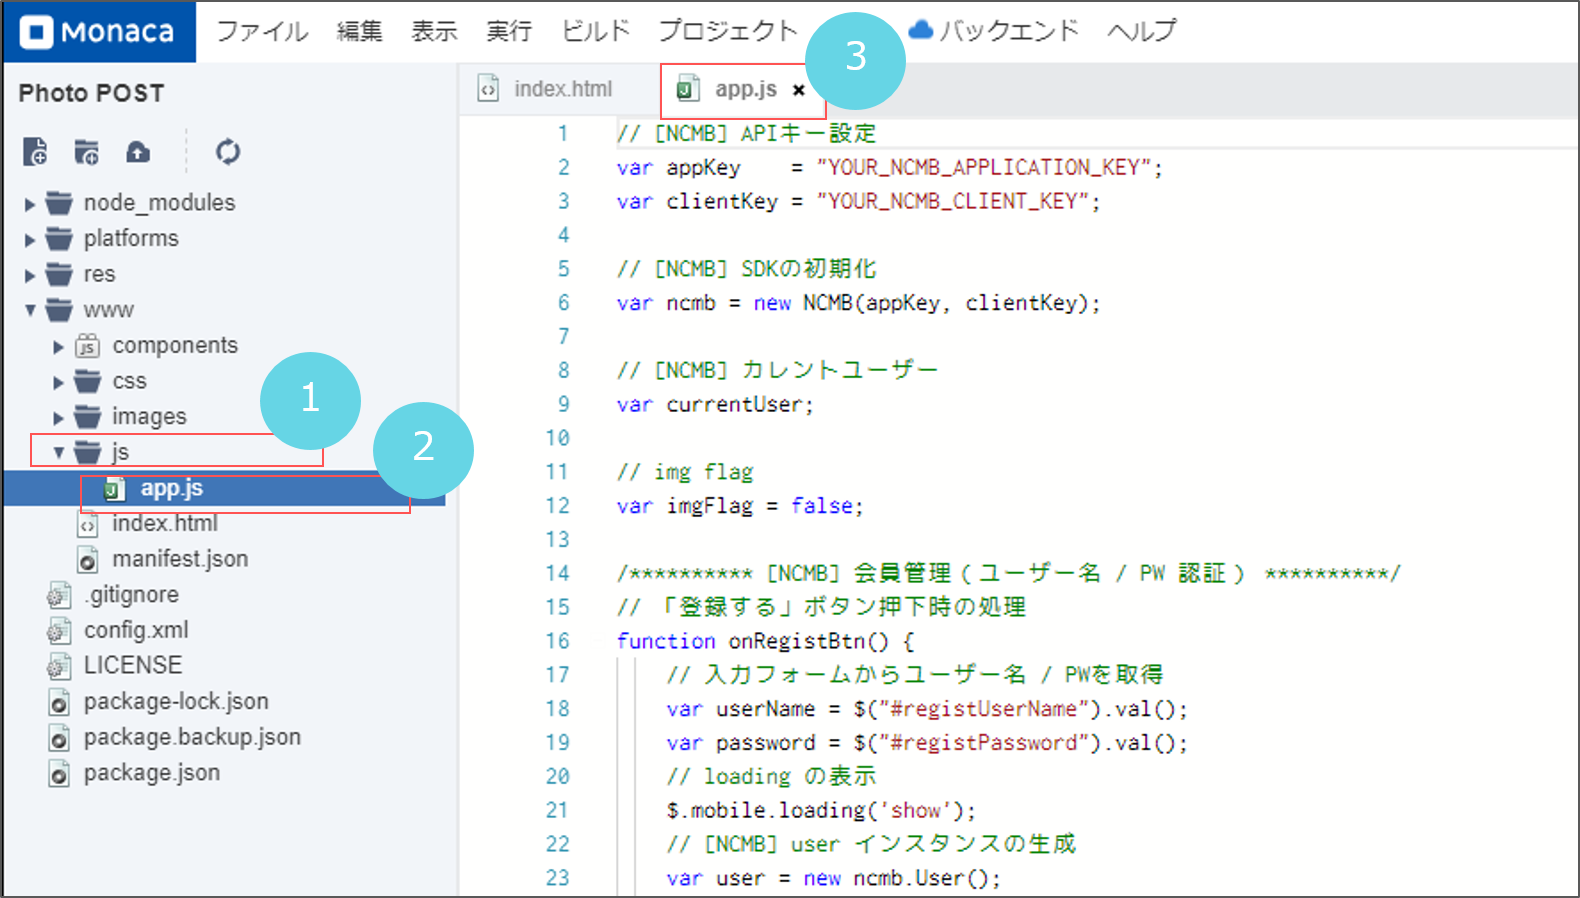 Monaca ファイル 編集 表示 実行 ビルド プロジェクト バックエンド ヘルプ
Photo POST
node_modules
platforms
res
www
components
css
images
js
app.js
index.html
manifest.json
.gitignore
config.xml
LICENSE
package-lock.json
package.backup.json
package.json
1
2
3
index.html app.js ×
1 // [NCMB] APIキー設定
2 var appKey    = "YOUR_NCMB_APPLICATION_KEY";
3 var clientKey = "YOUR_NCMB_CLIENT_KEY";
4
5 // [NCMB] SDKの初期化
6 var ncmb = new NCMB(appKey, clientKey);
7
8 // [NCMB] カレントユーザー
9 var currentUser;
10
11 // img flag
12 var imgFlag = false;
13
14 /********** [NCMB] 会員管理（ユーザー名 / PW 認証） **********/
15 // 「登録する」ボタン押下時の処理
16 function onRegistBtn() {
17 // 入力フォームからユーザー名 / PWを取得
18 var userName = $("#registUserName").val();
19 var password = $("#registPassword").val();
20 // loading の表示
21 $.mobile.loading('show');
22 // [NCMB] user インスタンスの生成
23 var user = new ncmb.User();